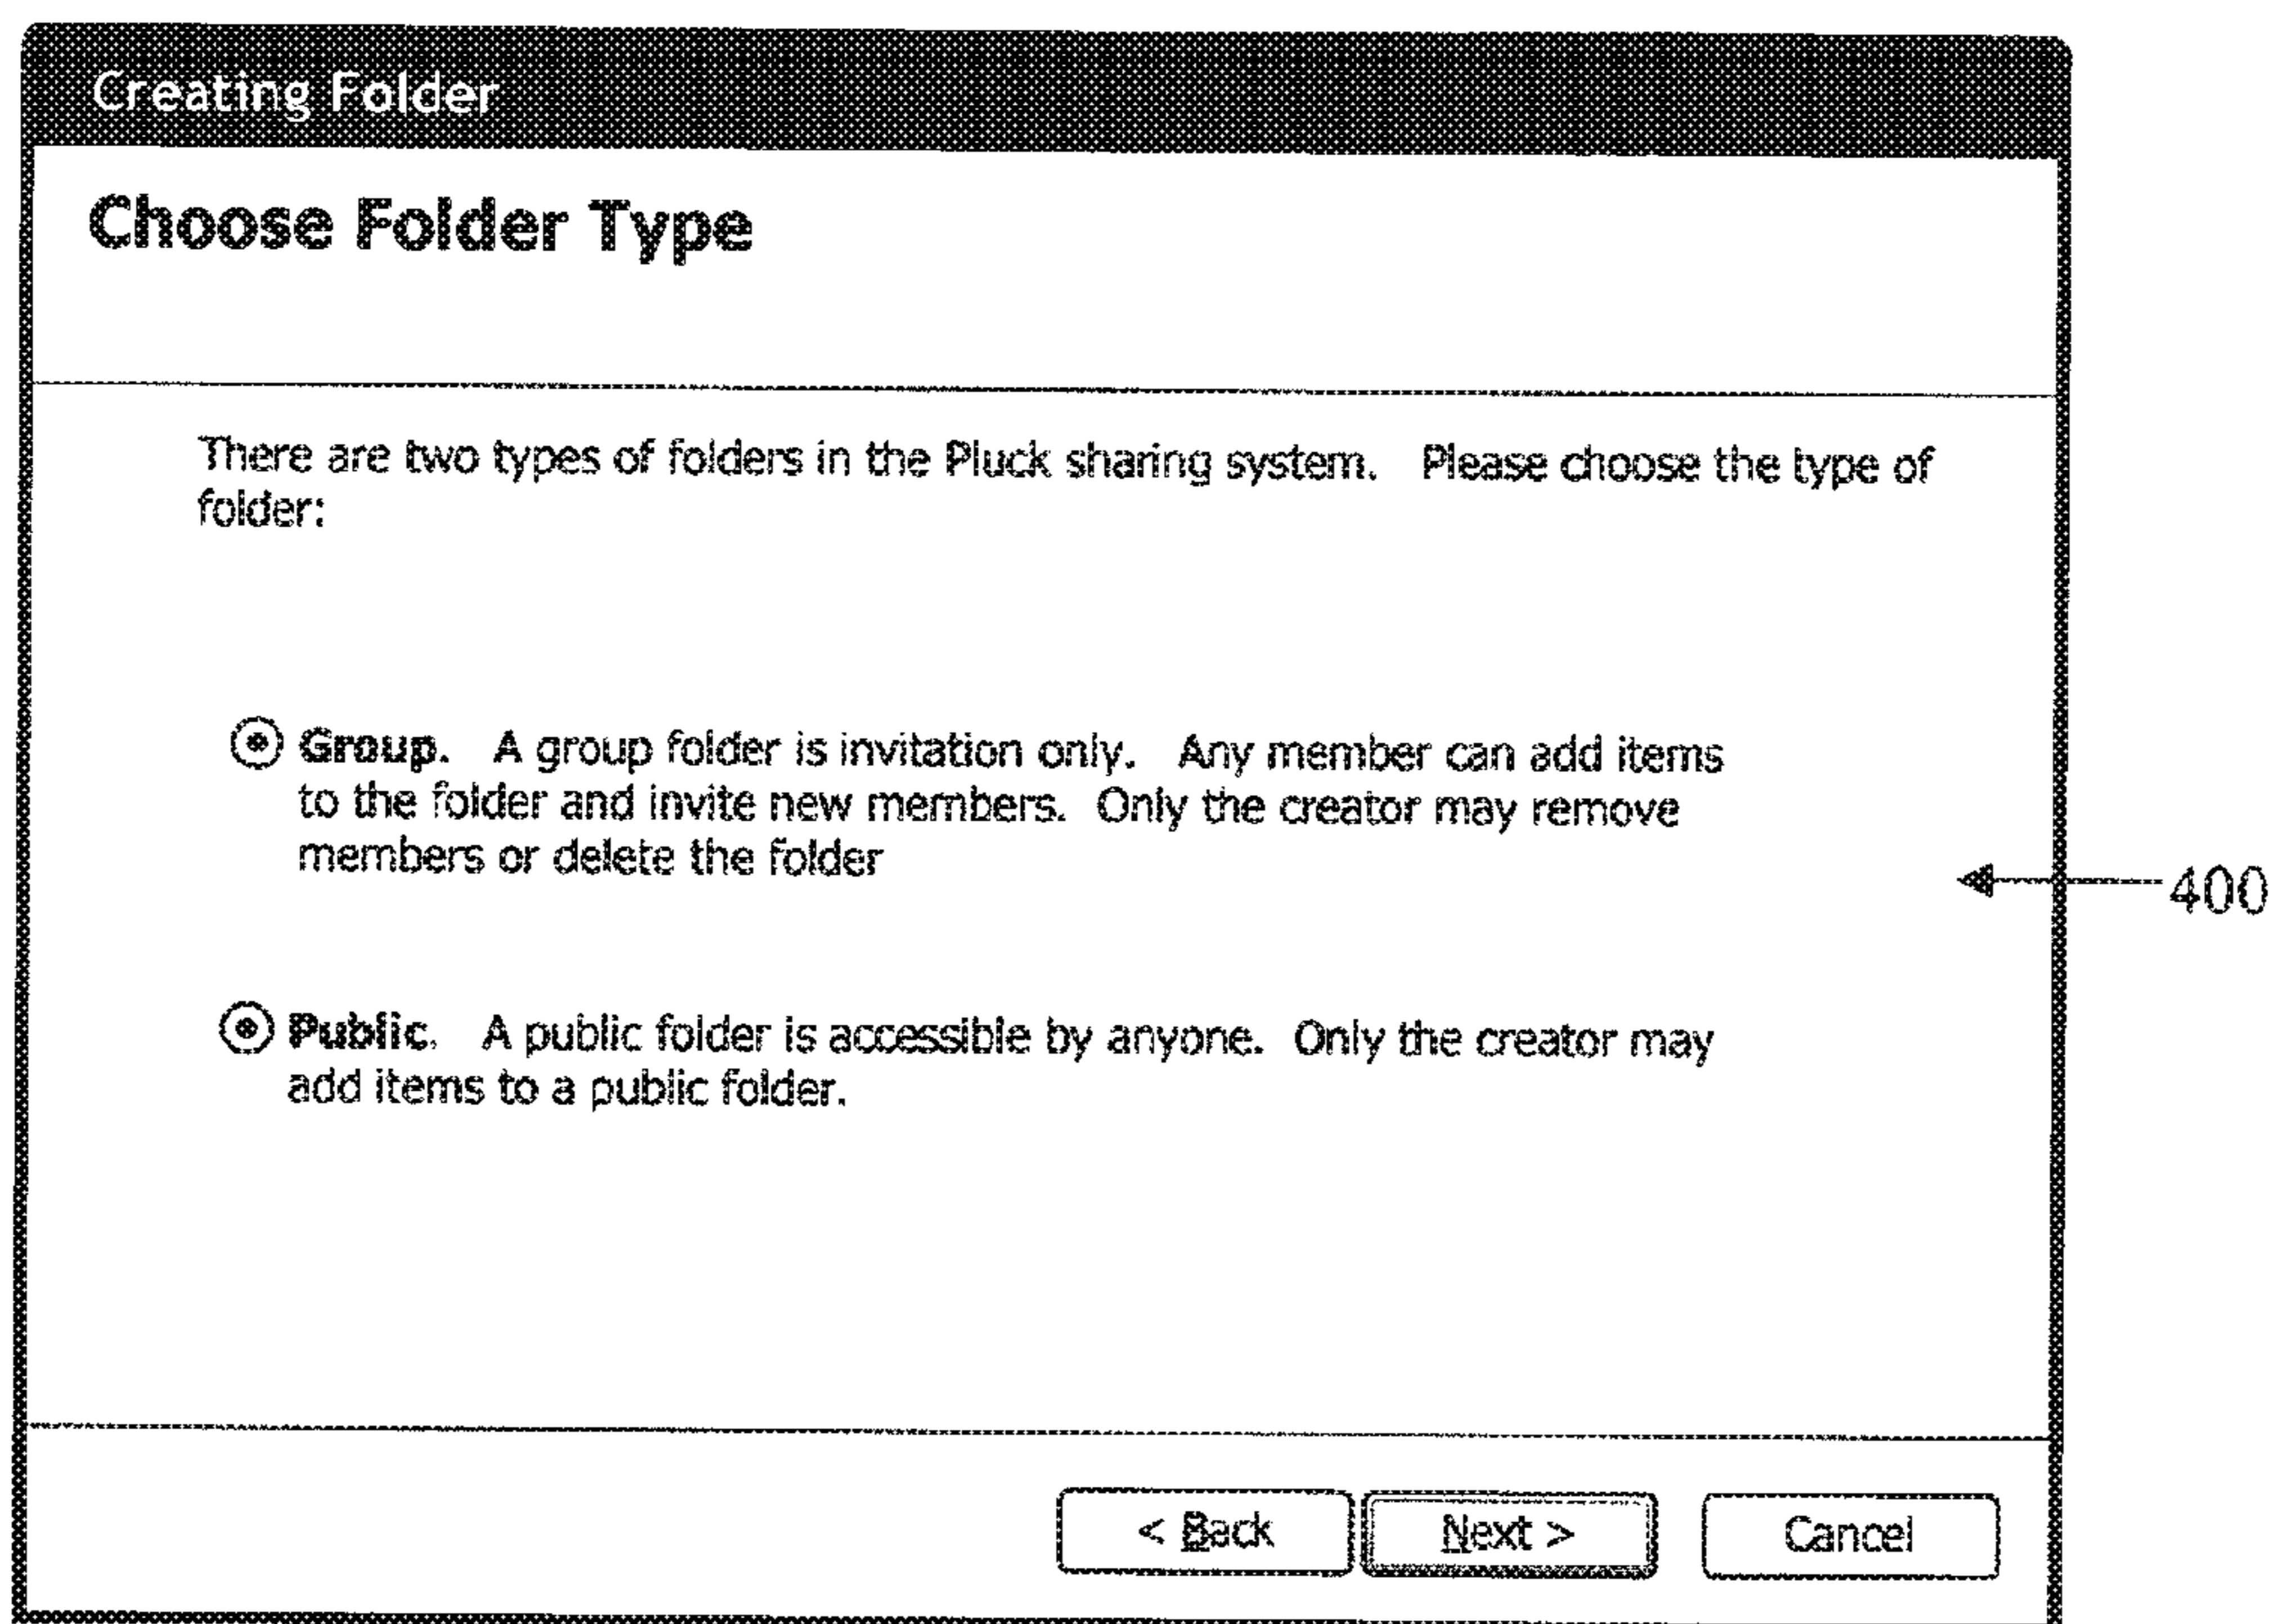 Creating Folder
Choose Folder Type
There are two types of folders in the Pluck sharing system. Please choose the type of
folder:
Group. A group folder is invitation only. Any member can add items
to the folder and invite new members. Only the creator may remove
members or delete the folder
400
Public. A public folder is accessible by anyone. Only the creator may
add items to a public folder.
< Back Next > Cancel